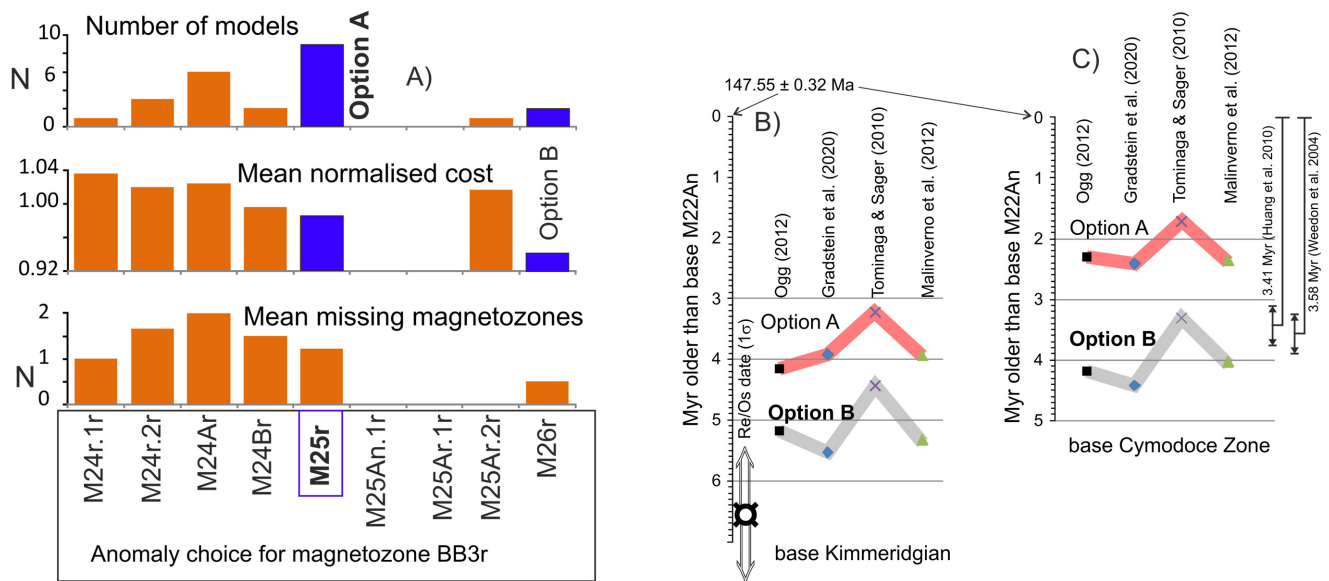 Number of models
10
6
2
0
N
Option A
A)
Mean normalised cost
1.04
1.00
0.92
Option B
Mean missing magnetozones
2
1
0
N
M24r.1r
M24r.2r
M24Ar
M24Br
M25r
M25An.1r
M25Ar.1r
M25Ar.2r
M26r
Anomaly choice for magnetozone BB3r
147.55 ± 0.32 Ma
B)
Myr older than base M22An
0
1
2
3
4
5
6
Ogg (2012)
Gradstein et al. (2020)
Tominaga & Sager (2010)
Malinverno et al. (2012)
Option A
Option B
Re/Os date (1σ)
base Kimmeridgian
C)
Myr older than base M22An
0
1
2
3
4
5
Ogg (2012)
Gradstein et al. (2020)
Tominaga & Sager (2010)
Malinverno et al. (2012)
Option A
Option B
3.41 Myr (Huang et al. 2010)
3.58 Myr (Weedon et al. 2004)
base Cymodoce Zone